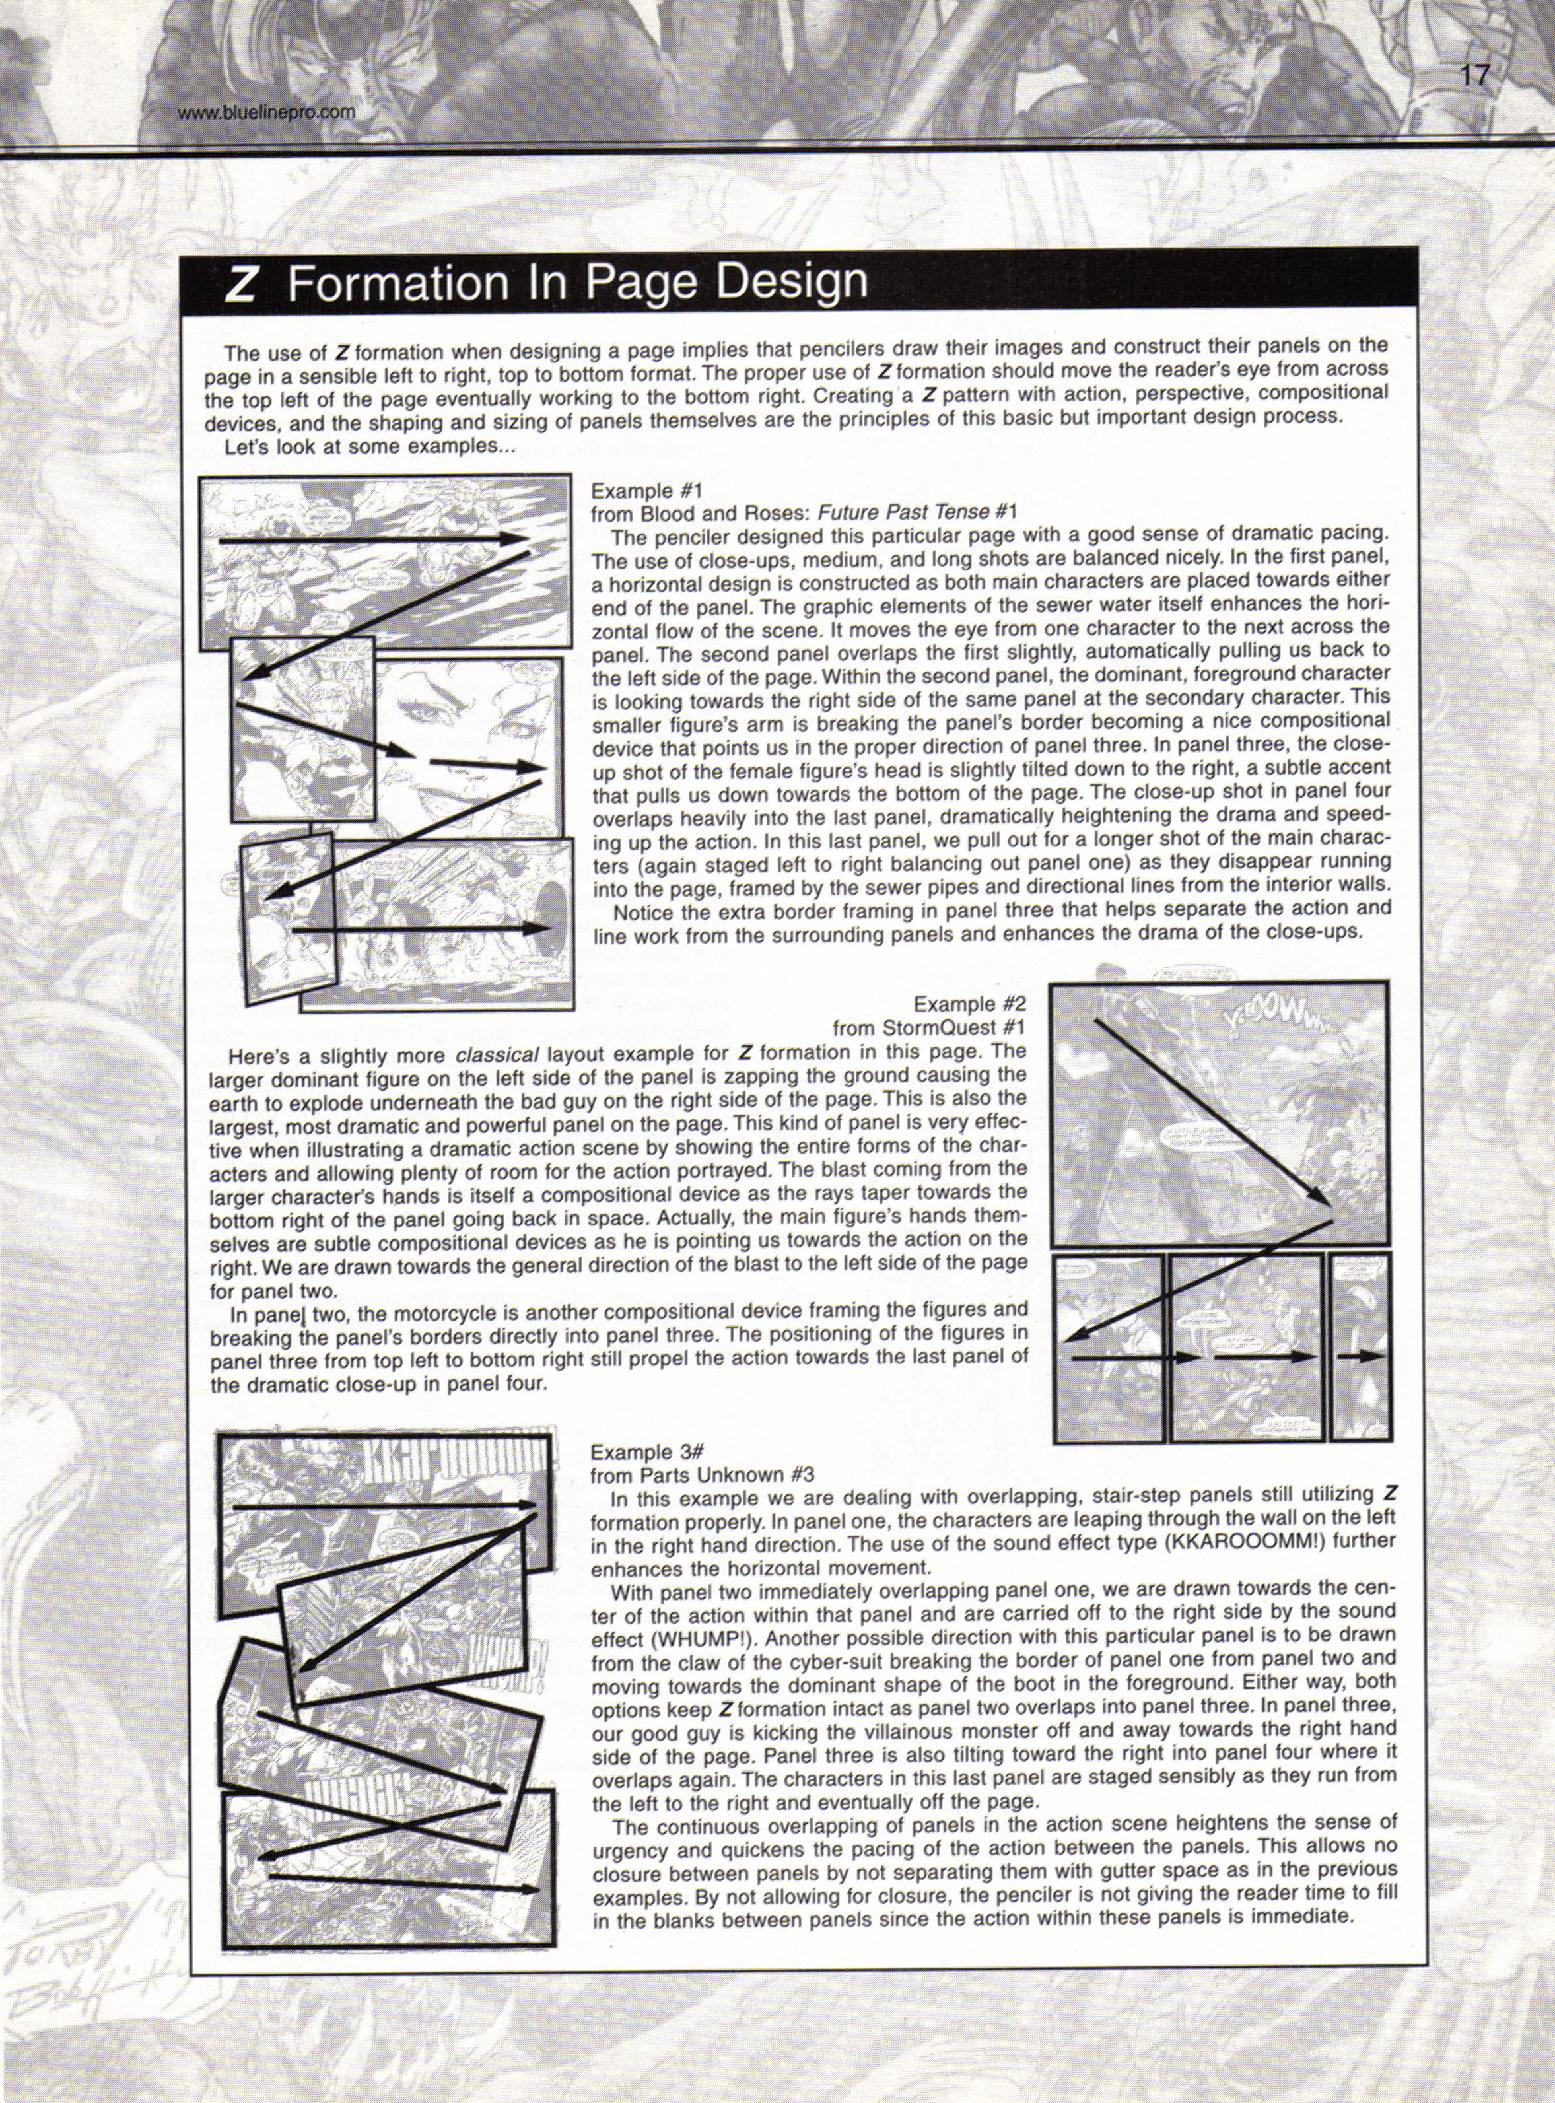 17
www.bluelinepro.com
Z Formation In Page Design
The use of Z formation when designing a page implies that pencilers draw their images and construct their panels on the
page in a sensible left to right, top to bottom format. The proper use of Z formation should move the reader's eye from across
the top left of the page eventually working to the bottom right. Creating a Z pattern with action, perspective, compositional
devices, and the shaping and sizing of panels themselves are the principles of this basic but important design process.
Let's look at some examples...
Example #1
from Blood and Roses: Future Past Tense #1
The penciler designed this particular page with a good sense of dramatic pacing.
The use of close-ups, medium, and long shots are balanced nicely. In the first panel,
a horizontal design is constructed as both main characters are placed towards either
end of the panel. The graphic elements of the sewer water itself enhances the hori-
zontal flow of the scene. It moves the eye from one character to the next across the
panel. The second panel overlaps the first slightly, automatically pulling us back to
the left side of the page. Within the second panel, the dominant, foreground character
is looking towards the right side of the same panel at the secondary character. This
smaller figure's arm is breaking the panel's border becoming a nice compositional
device that points us in the proper direction of panel three. In panel three, the close-
up shot of the female figure's head is slightly tilted down to the right, a subtle accent
that pulls us down towards the bottom of the page. The close-up shot in panel four
overlaps heavily into the last panel, dramatically heightening the drama and speed-
ing up the action. In this last panel, we pull out for a longer shot of the main charac-
ters (again staged left to right balancing out panel one) as they disappear running
into the page, framed by the sewer pipes and directional lines from the interior walls.
Notice the extra border framing in panel three that helps separate the action and
line work from the surrounding panels and enhances the drama of the close-ups.
Example #2
from StormQuest #1
Here's a slightly more classical layout example for Z formation in this page. The
larger dominant figure on the left side of the panel is zapping the ground causing the
earth to explode underneath the bad guy on the right side of the page. This is also the
largest, most dramatic and powerful panel on the page. This kind of panel is very effec-
tive when illustrating a dramatic action scene by showing the entire forms of the char-
acters and allowing plenty of room for the action portrayed. The blast coming from the
larger character's hands is itself a compositional device as the rays taper towards the
bottom right of the panel going back in space. Actually, the main figure's hands them-
selves are subtle compositional devices as he is pointing us towards the action on the
right. We are drawn towards the general direction of the blast to the left side of the page
for panel two.
In panel two, the motorcycle is another compositional device framing the figures and
breaking the panel's borders directly into panel three. The positioning of the figures in
panel three from top left to bottom right still propel the action towards the last panel of
the dramatic close-up in panel four.
Example 3#
from Parts Unknown #3
In this example we are dealing with overlapping, stair-step panels still utilizing Z
formation properly. In panel one, the characters are leaping through the wall on the left
in the right hand direction. The use of the sound effect type (KKAROOOMM!) further
enhances the horizontal movement.
With panel two immediately overlapping panel one, we are drawn towards the cen-
ter of the action within that panel and are carried off to the right side by the sound
effect (WHUMP!). Another possible direction with this particular panel is to be drawn
from the claw of the cyber-suit breaking the border of panel one from panel two and
moving towards the dominant shape of the boot in the foreground. Either way, both
options keep Z formation intact as panel two overlaps into panel three. In panel three,
our good guy is kicking the villainous monster off and away towards the right hand
side of the page. Panel three is also tilting toward the right into panel four where it
overlaps again. The characters in this last panel are staged sensibly as they run from
the left to the right and eventually off the page.
The continuous overlapping of panels in the action scene heightens the sense of
urgency and quickens the pacing of the action between the panels. This allows no
closure between panels by not separating them with gutter space as in the previous
examples. By not allowing for closure, the penciler is not giving the reader time to fill
in the blanks between panels since the action within these panels is immediate.